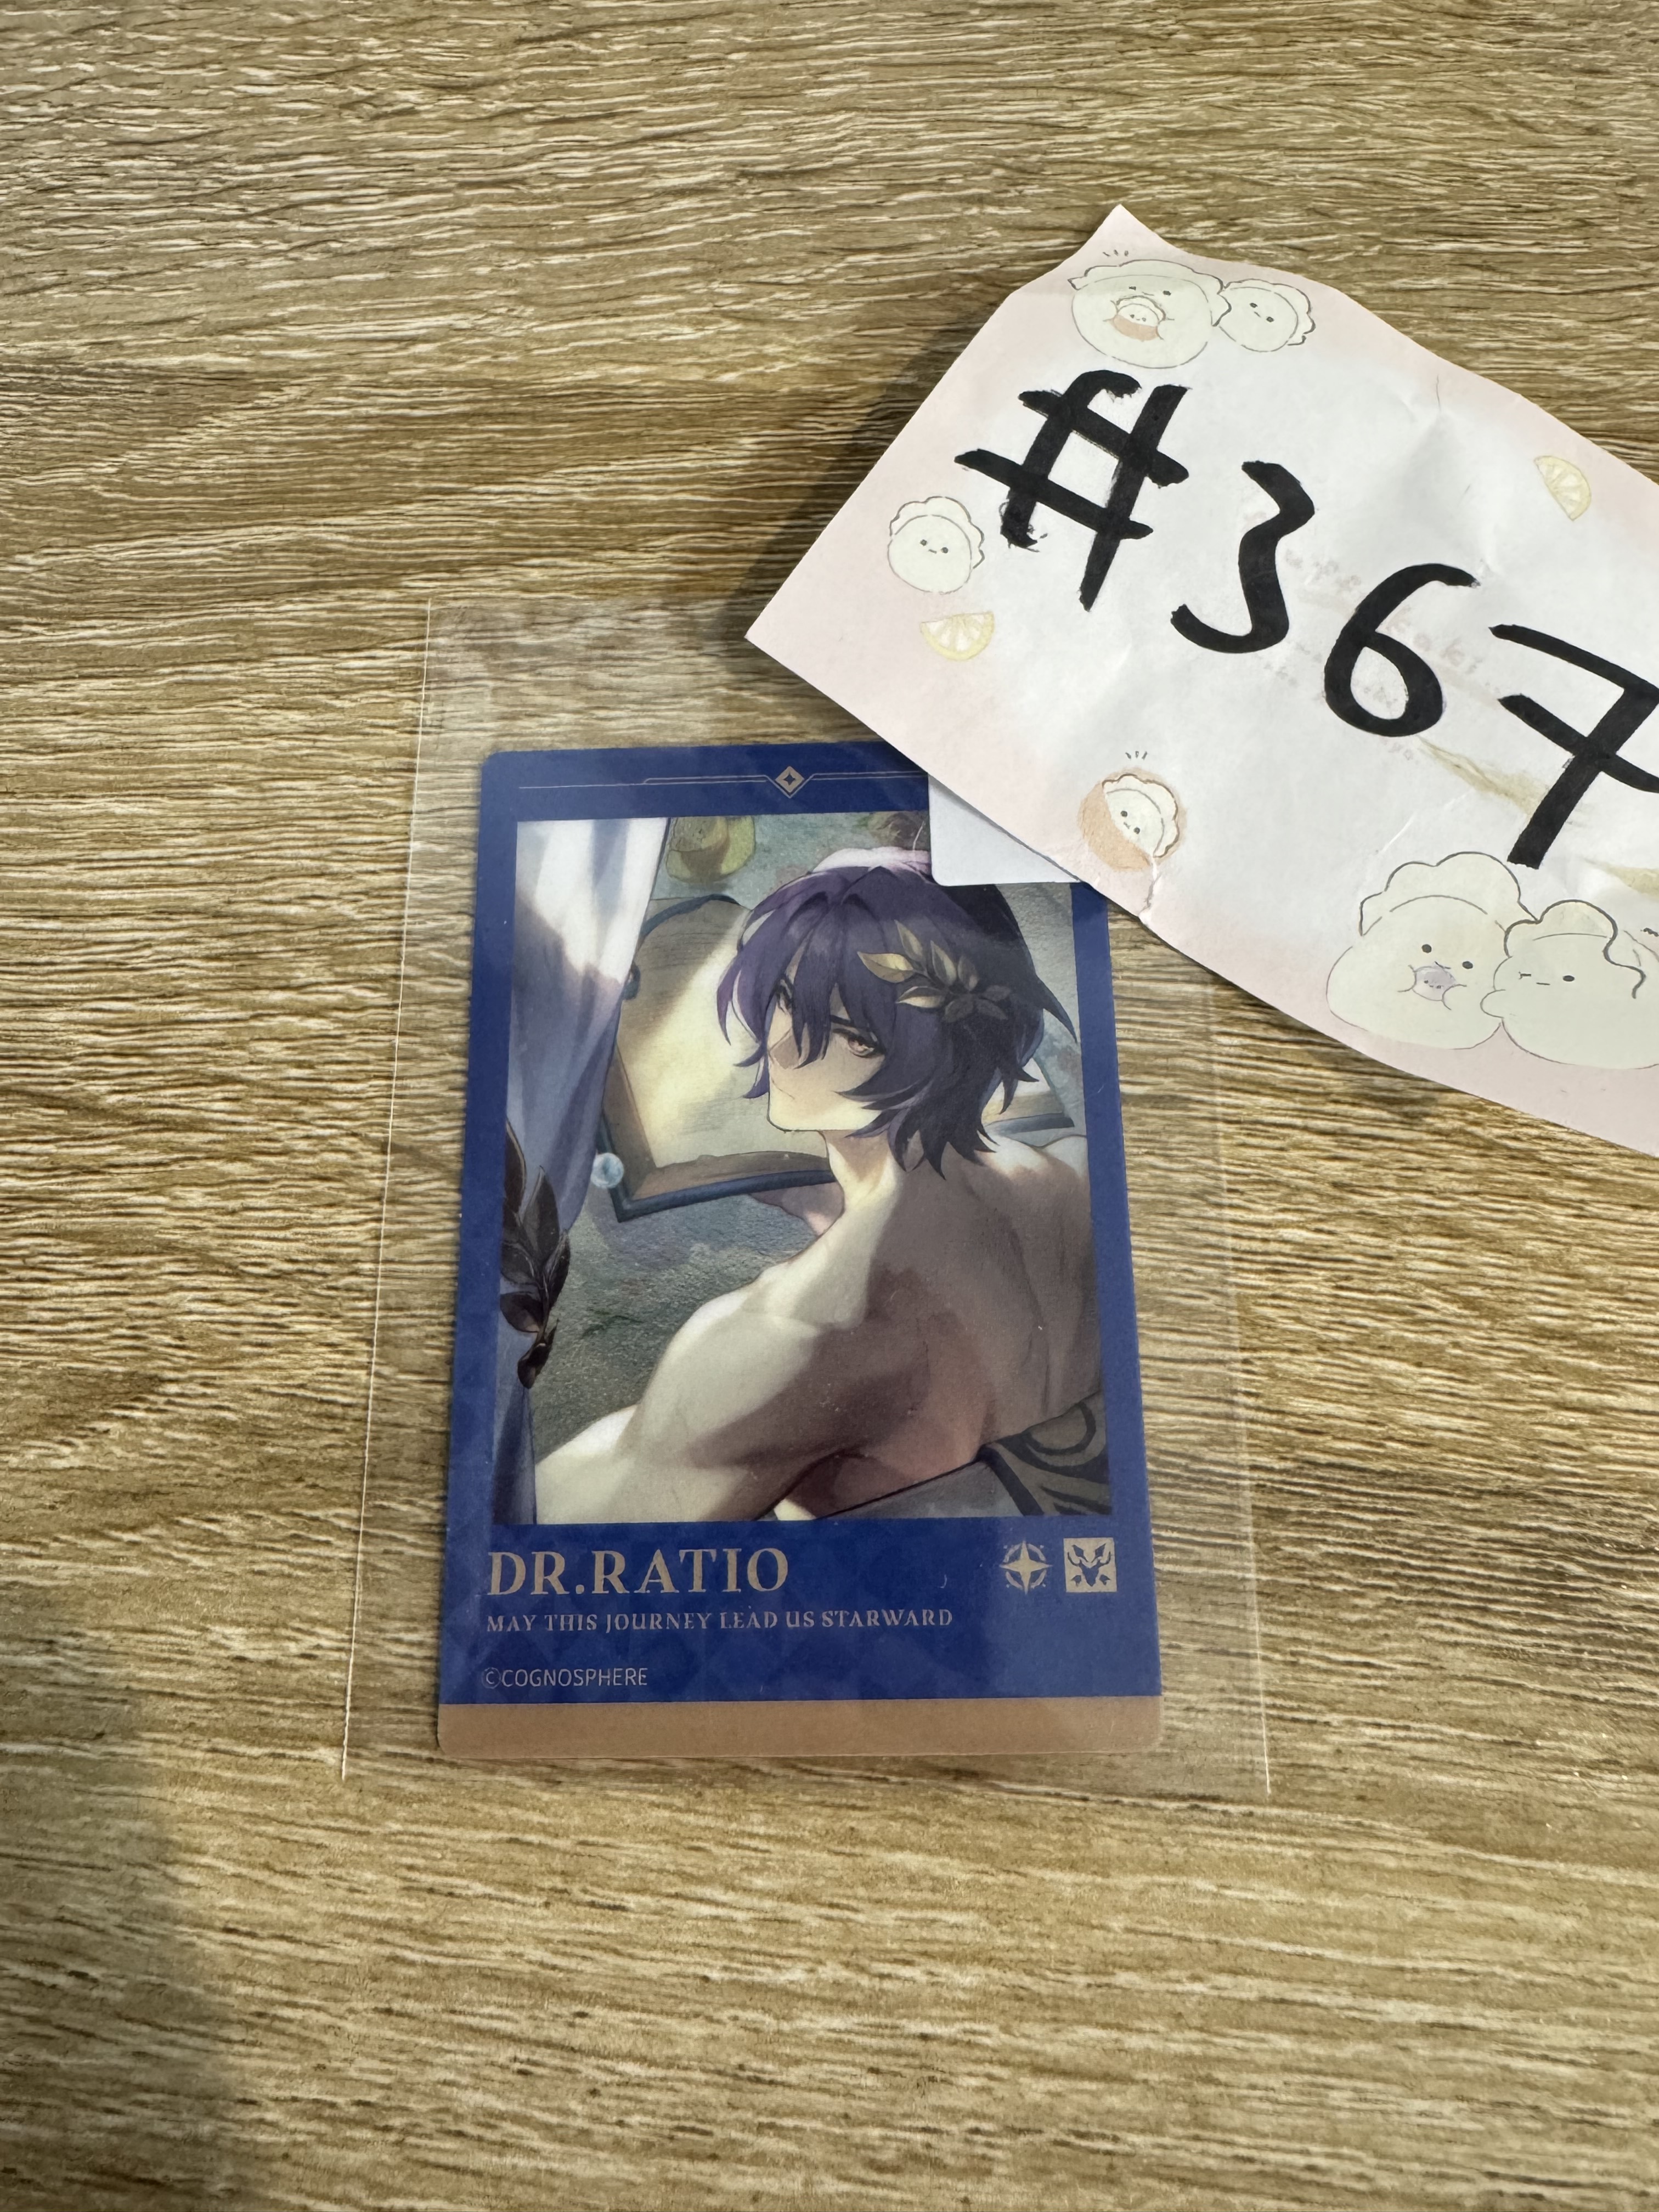 #367
DR.RATIO
MAY THIS JOURNEY LEAD US STARWARD
©COGNOSPHERE